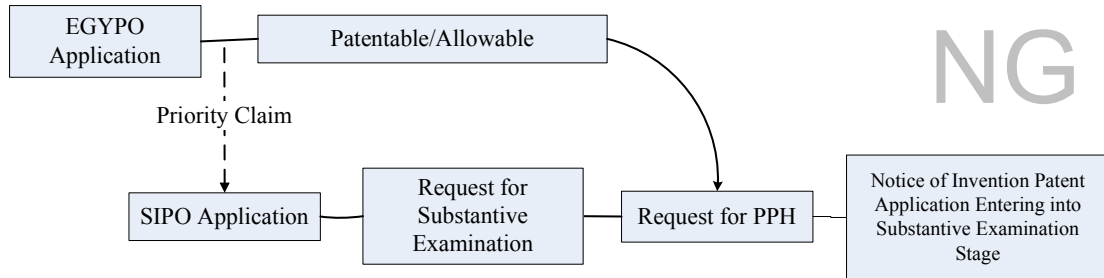 EGYPO
Application
Patentable/Allowable
NG
Priority Claim
SIPO Application
Request for
Substantive
Examination
Request for PPH
Notice of Invention Patent
Application Entering into
Substantive Examination
Stage